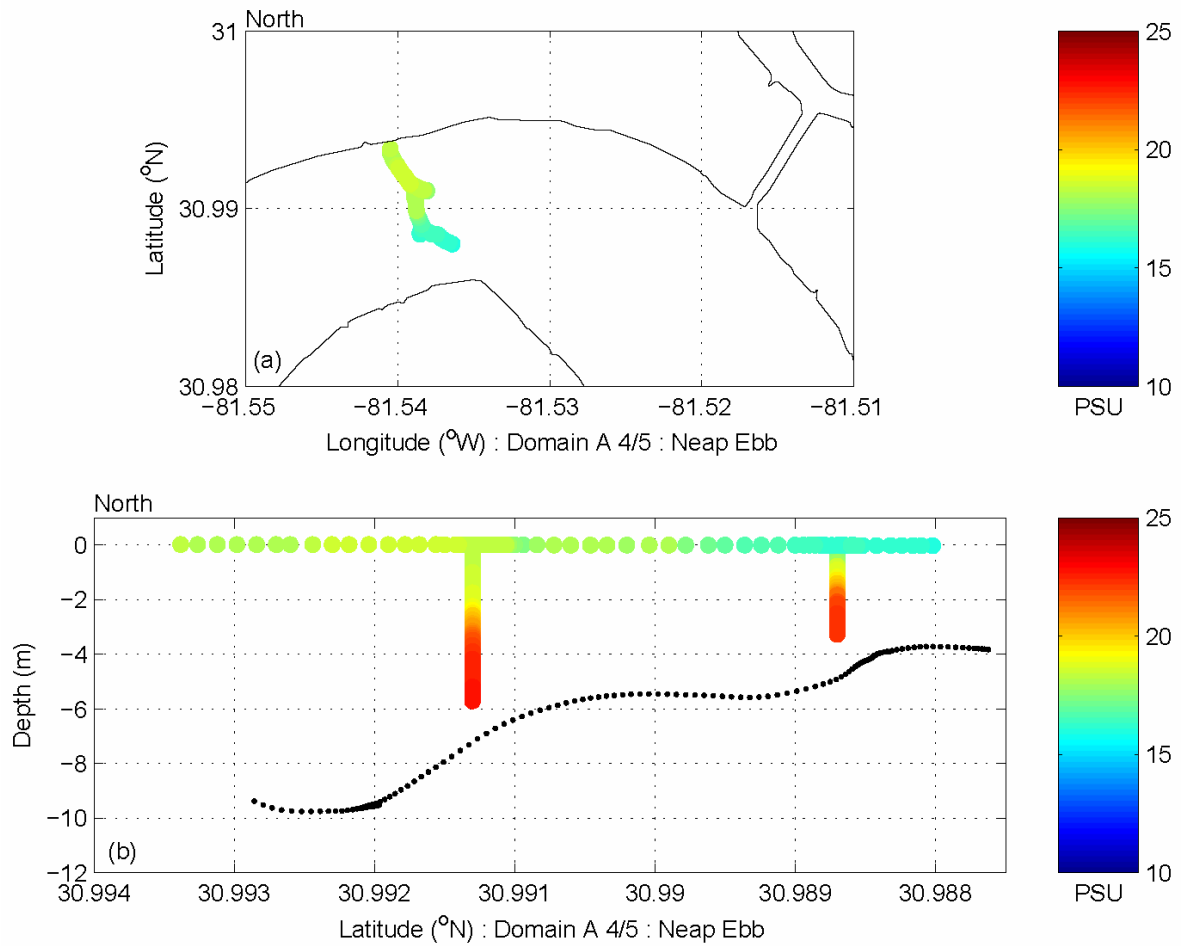 North
31
30.99
30.98
(a)
−81.55 −81.54 −81.53 −81.52 −81.51
Longitude (°W) : Domain A 4/5 : Neap Ebb
Latitude (°N)
25
20
15
10
PSU
North
0
−2
−4
−6
−8
−10
−12
(b)
30.994 30.993 30.992 30.991 30.99 30.989 30.988
Latitude (°N) : Domain A 4/5 : Neap Ebb
Depth (m)
25
20
15
10
PSU